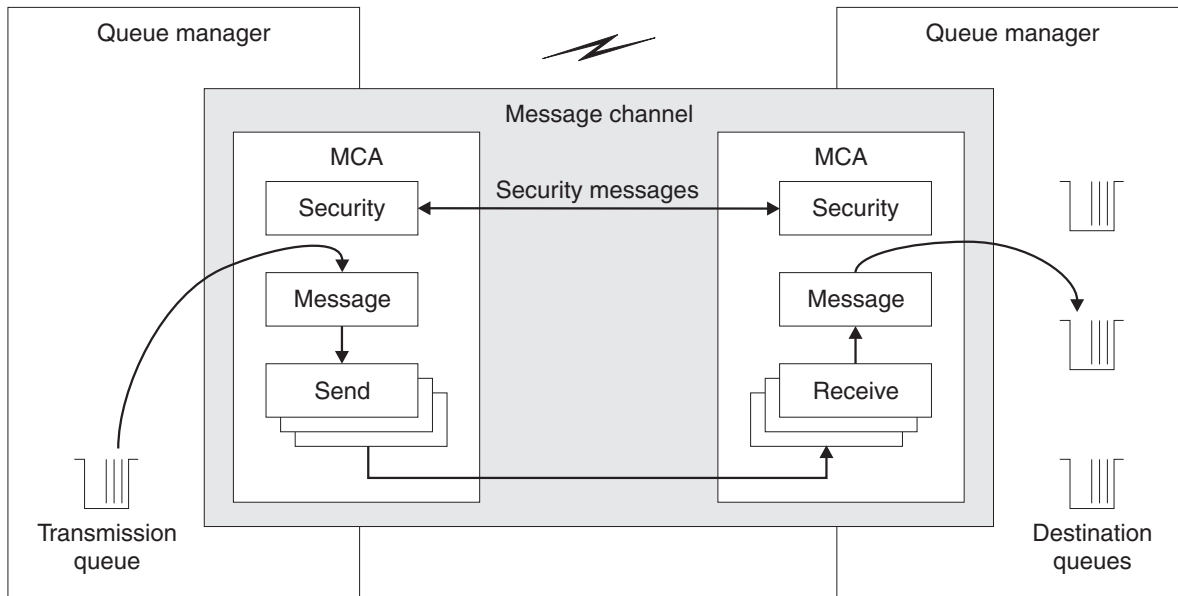 Queue manager
Queue manager
Message channel
MCA
MCA
Security
Security messages
Security
Message
Message
Send
Receive
Transmission
queue
Destination
queues